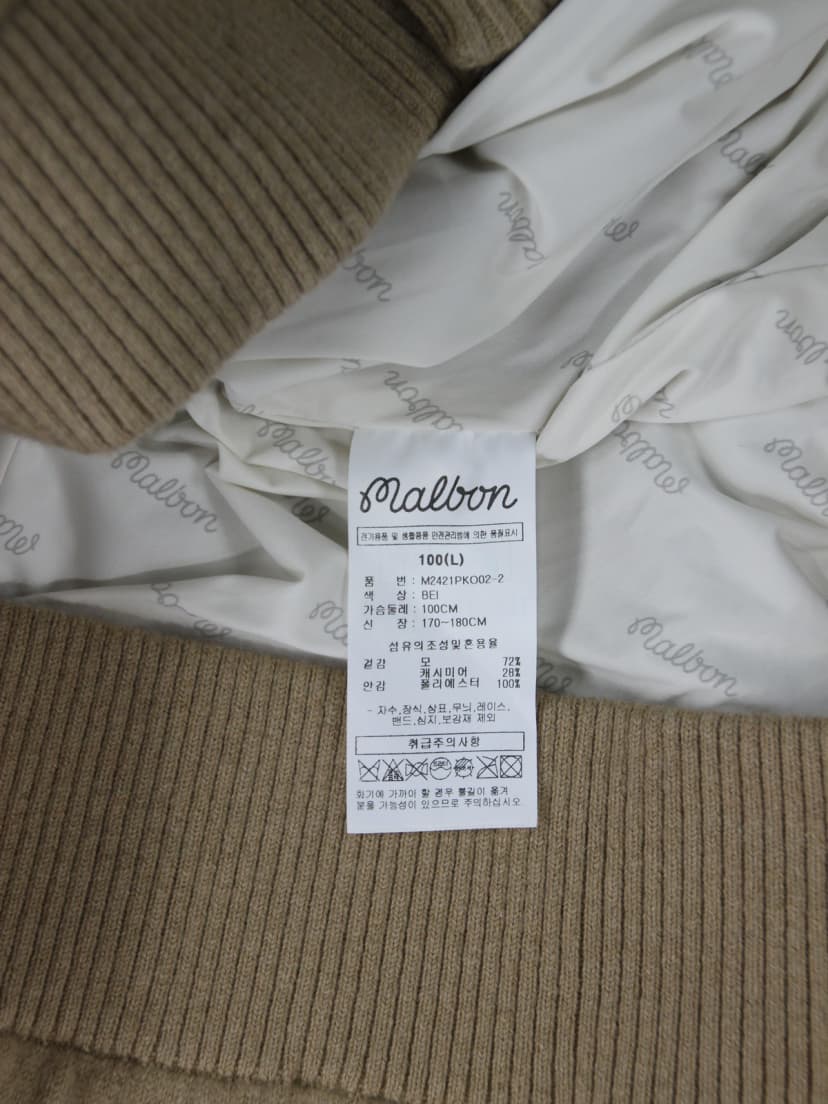 Malbon
전기용품 및 생활용품 안전관리법에 의한 품질표시
100(L)
품 번 : M2421PKO02-2
색 상 : BEI
가슴둘레 : 100CM
신 장 : 170~180CM
섬유의조성및혼용율
겉감 모 72%
캐시미어 28%
안감 폴리에스터 100%
- 자수,장식,상표,무늬,레이스,
밴드,심지,보강재 제외
취급주의사항
화기에 가까이 할 경우 불길이 옮겨
붙을 가능성이 있으므로 주의하십시오
Malbon
Malbon
Malbon
Malbon